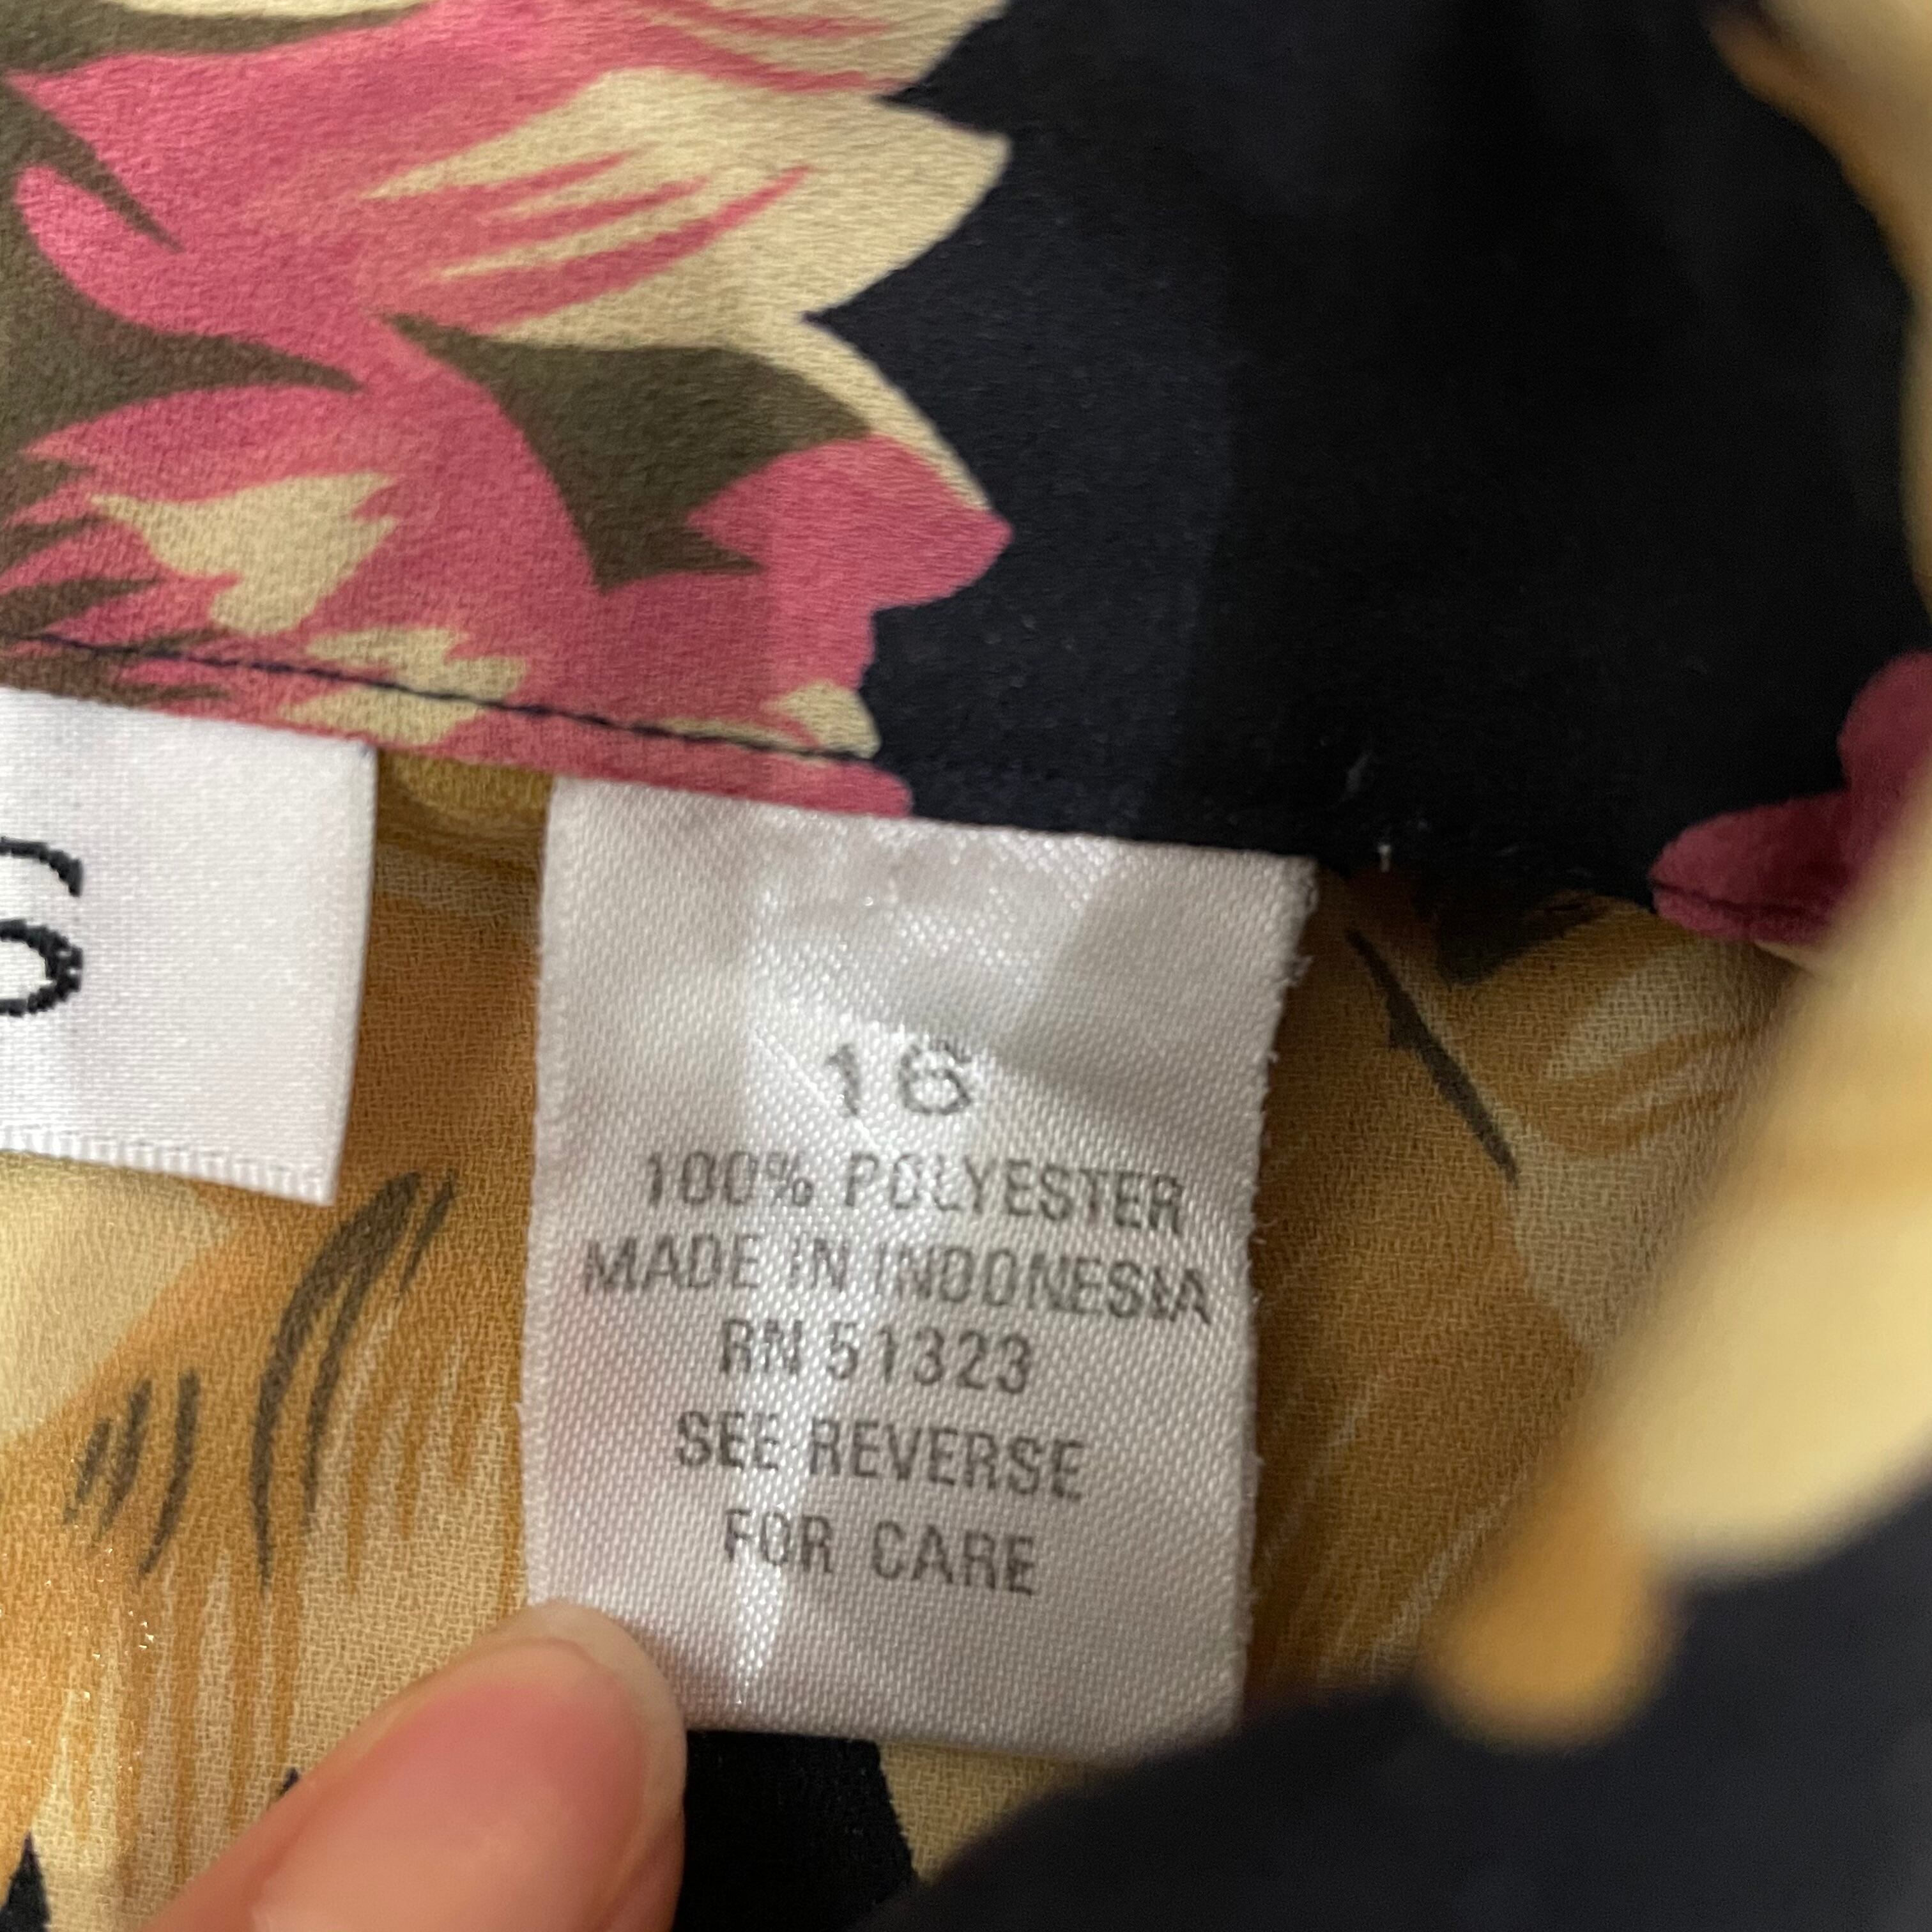 16
100% POLYESTER
MADE IN INDONESIA
RN 51323
SEE REVERSE
FOR CARE